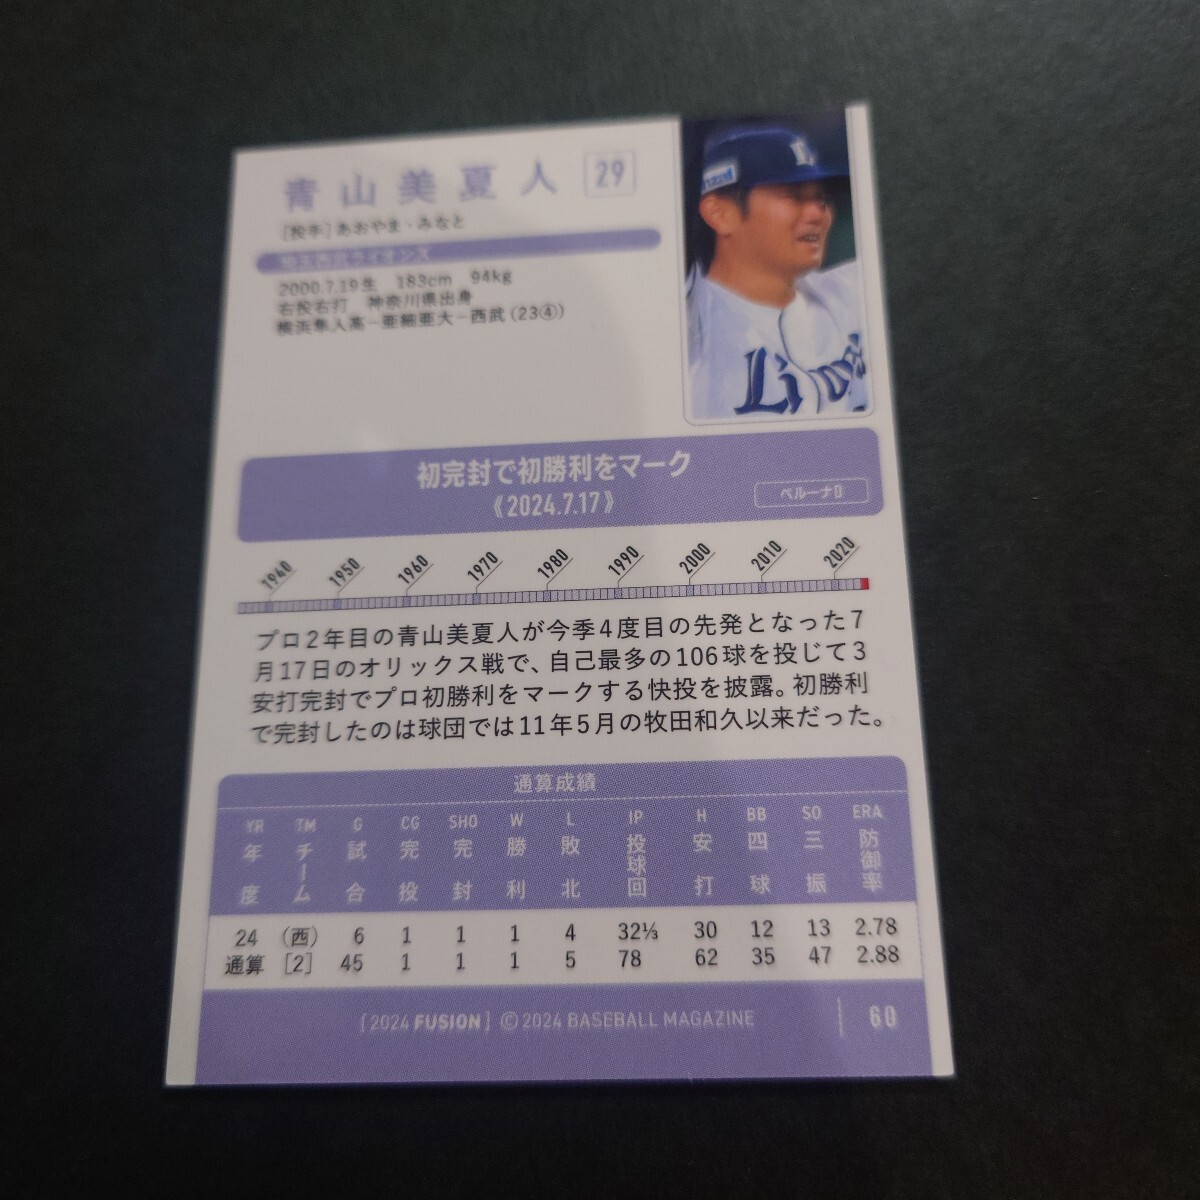 青山美夏人 29
[投手]あおやま・みなと
埼玉西武ライオンズ
2000.7.19生 183cm 94kg
右投右打 神奈川県出身
横浜隼人高－亜細亜大－西武(23④)
L
Lions
初完封で初勝利をマーク
《2024.7.17》
ベルーナD
1940 1950 1960 1970 1980 1990 2000 2010 2020
プロ2年目の青山美夏人が今季4度目の先発となった7
月17日のオリックス戦で、自己最多の106球を投じて3
安打完封でプロ初勝利をマークする快投を披露。初勝利
で完封したのは球団では11年5月の牧田和久以来だった。
通算成績
YR TM G CG SHO W L IP H BB SO ERA
年度 チーム 試合 完投 完封 勝利 敗北 投球回 安打 四球 三振 防御率
24 (西) 6 1 1 1 4 32⅓ 30 12 13 2.78
通算 [2] 45 1 1 1 5 78 62 35 47 2.88
[2024 FUSION] ©2024 BASEBALL MAGAZINE 60